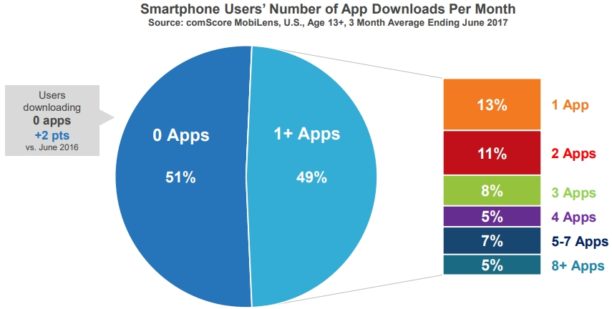 Smartphone Users' Number of App Downloads Per Month
Source: comScore MobiLens, U.S., Age 13+, 3 Month Average Ending June 2017
Users
downloading
0 apps
+2 pts
vs. June 2016
0 Apps
51%
1+ Apps
49%
13% 1 App
11% 2 Apps
8% 3 Apps
5% 4 Apps
7% 5-7 Apps
5% 8+ Apps